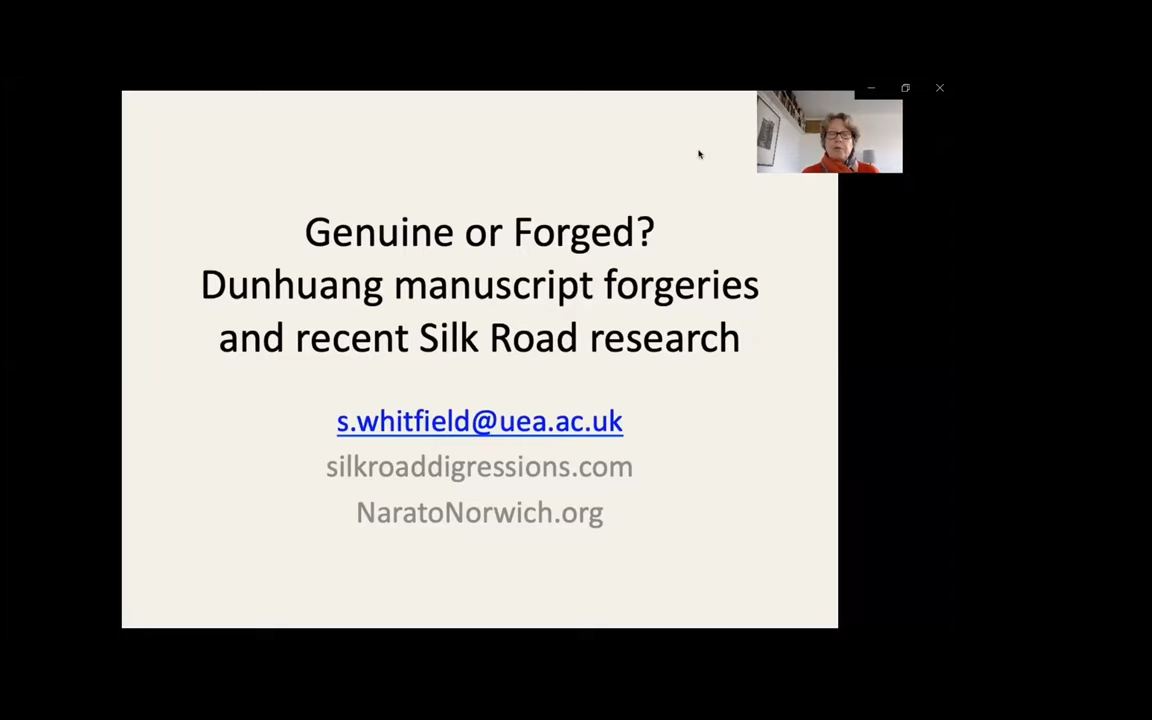 Genuine or Forged?
Dunhuang manuscript forgeries
and recent Silk Road research
s.whitfield@uea.ac.uk
silkroaddigressions.com
NaratoNorwich.org